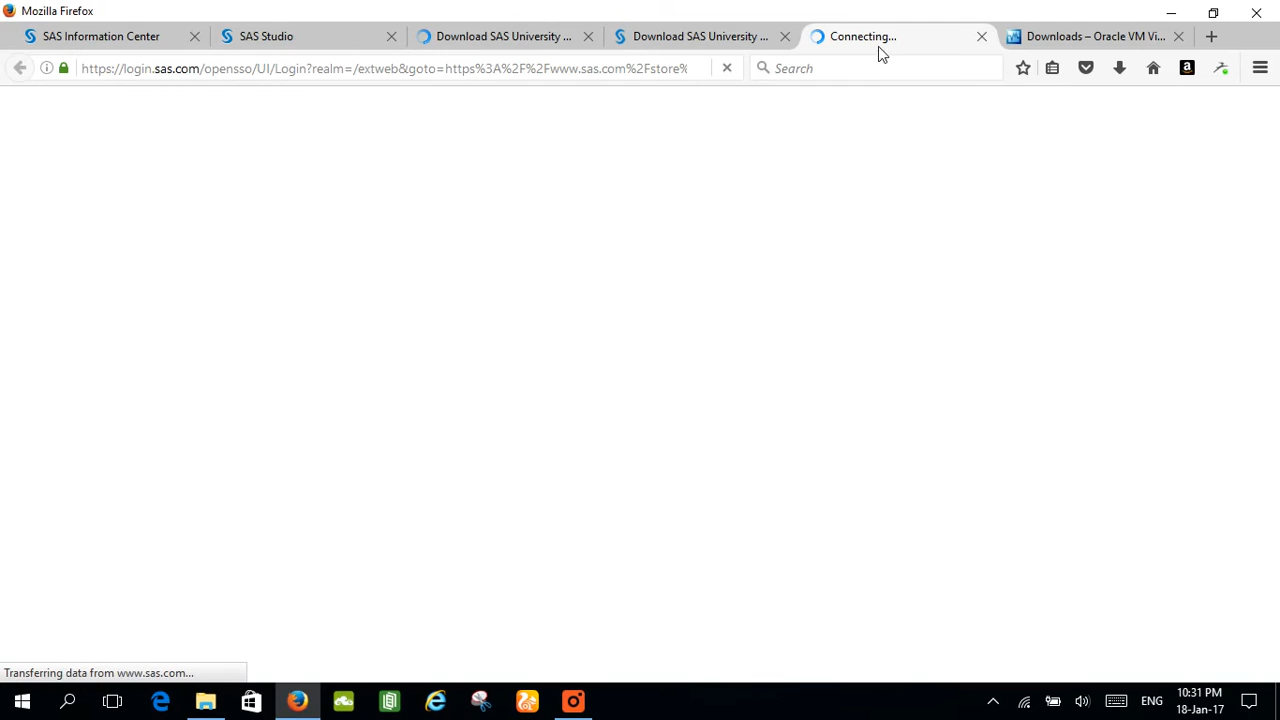 Mozilla Firefox
SAS Information Center
SAS Studio
Download SAS University ...
Download SAS University ...
Connecting...
Downloads – Oracle VM Vi...
https://login.sas.com/opensso/UI/Login?realm=/extweb&goto=https%3A%2F%2Fwww.sas.com%2Fstore%
Search
Transferring data from www.sas.com...
ENG
10:31 PM
18-Jan-17